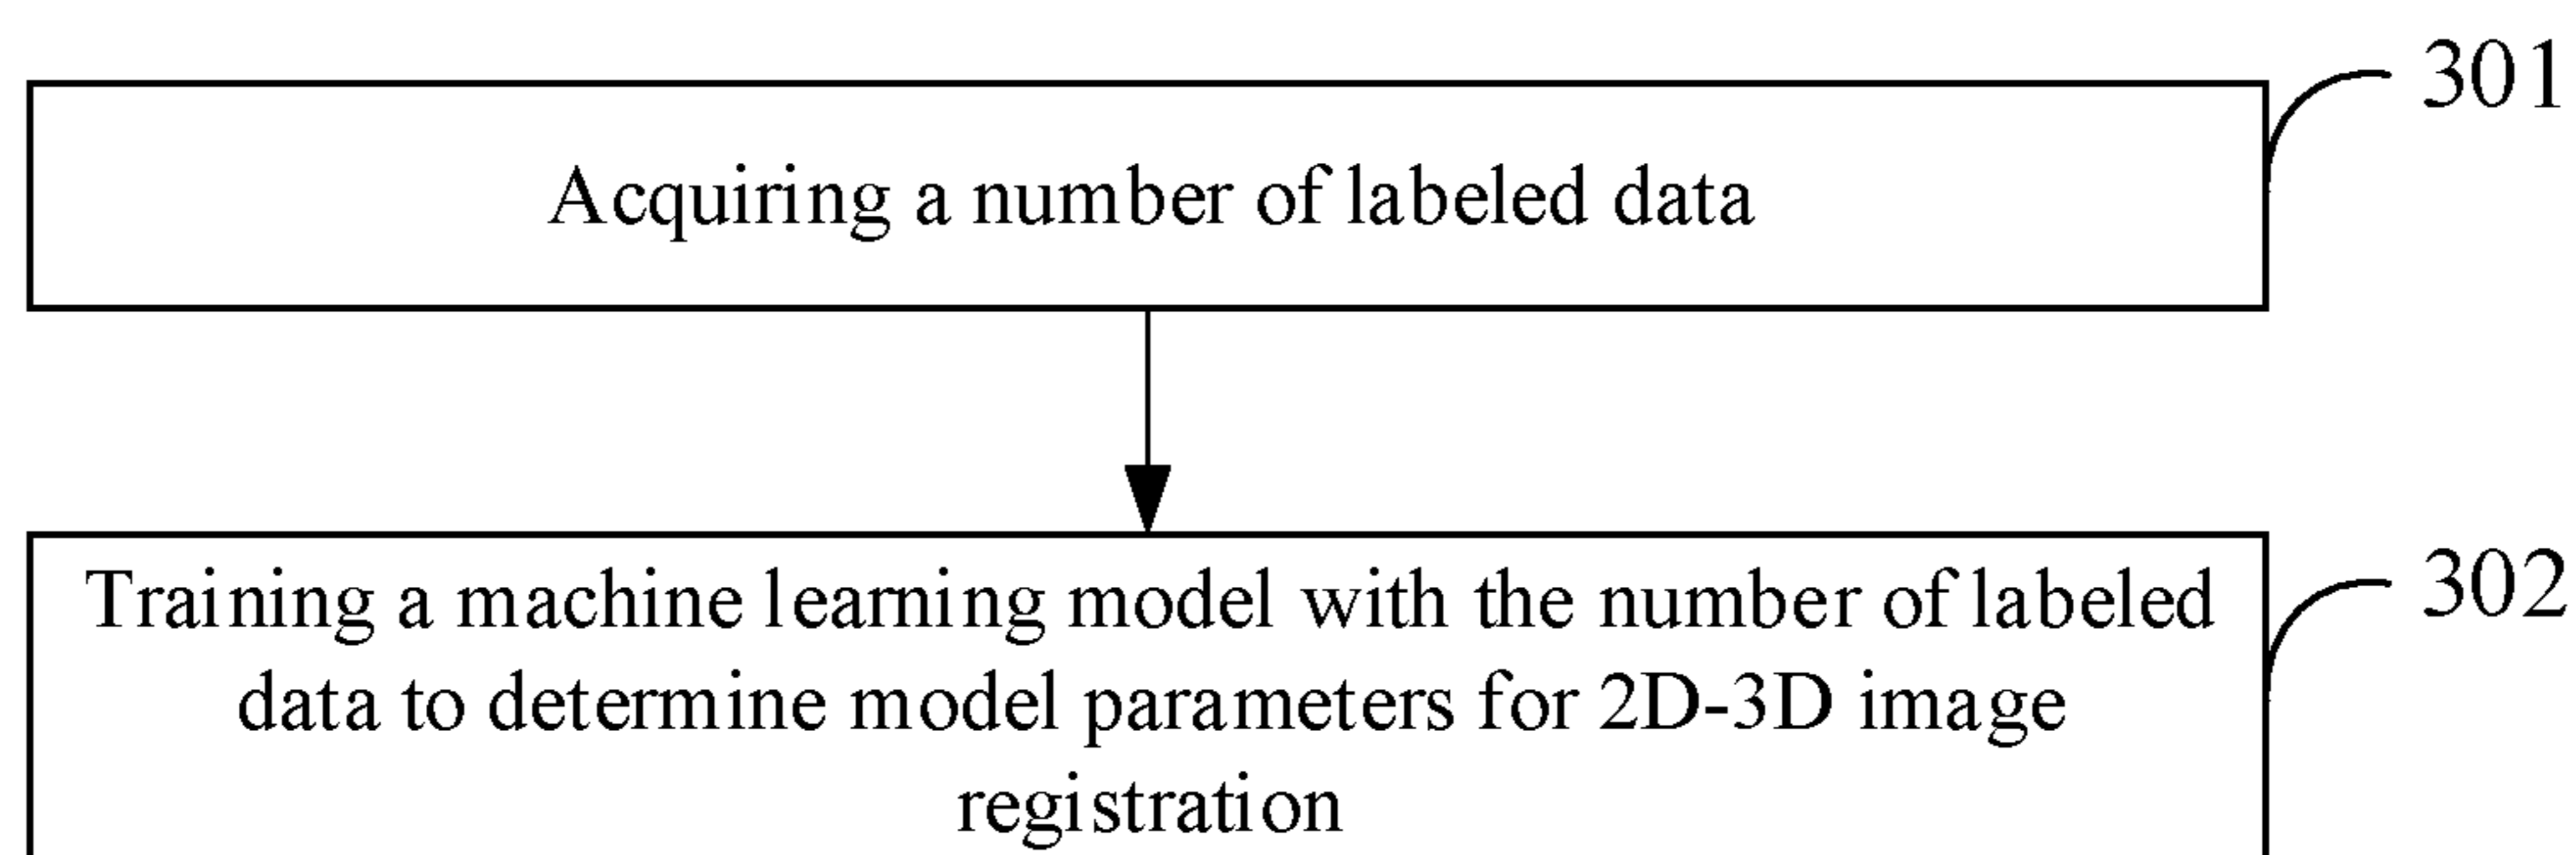 301
Acquiring a number of labeled data
302
Training a machine learning model with the number of labeled
data to determine model parameters for 2D-3D image
registration